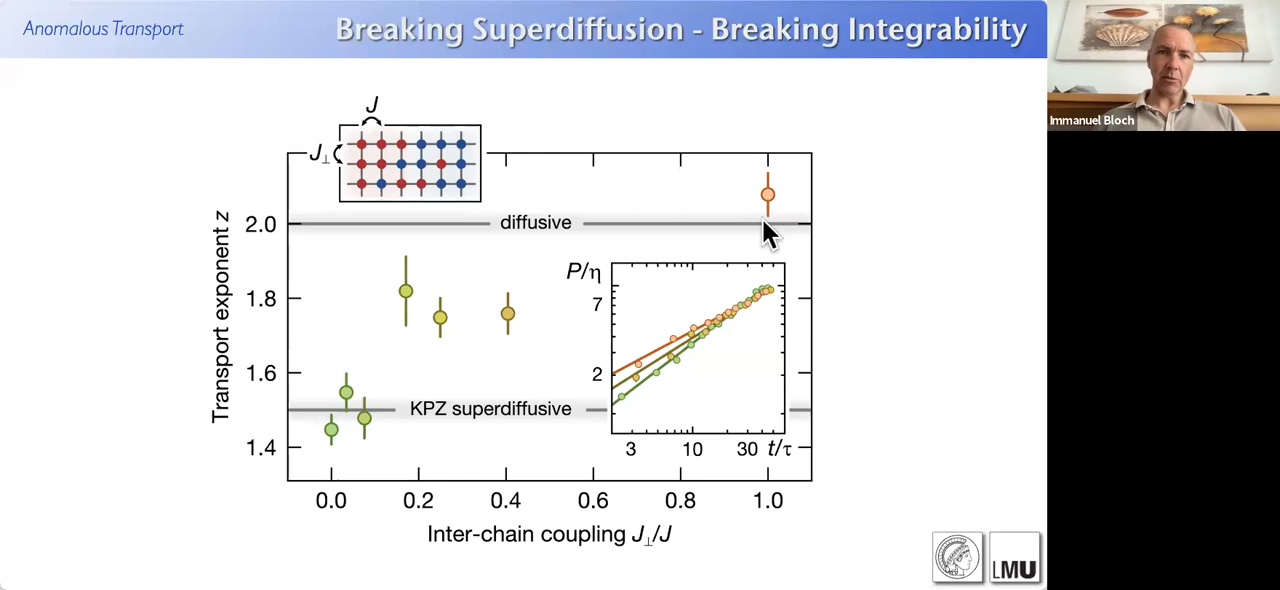 Anomalous Transport
Breaking Superdiffusion - Breaking Integrability
Immanuel Bloch
J
J⊥
Transport exponent z
2.0
1.8
1.6
1.4
diffusive
KPZ superdiffusive
P/η
7
2
3
10
30
t/τ
0.0
0.2
0.4
0.6
0.8
1.0
Inter-chain coupling J⊥/J
LMU